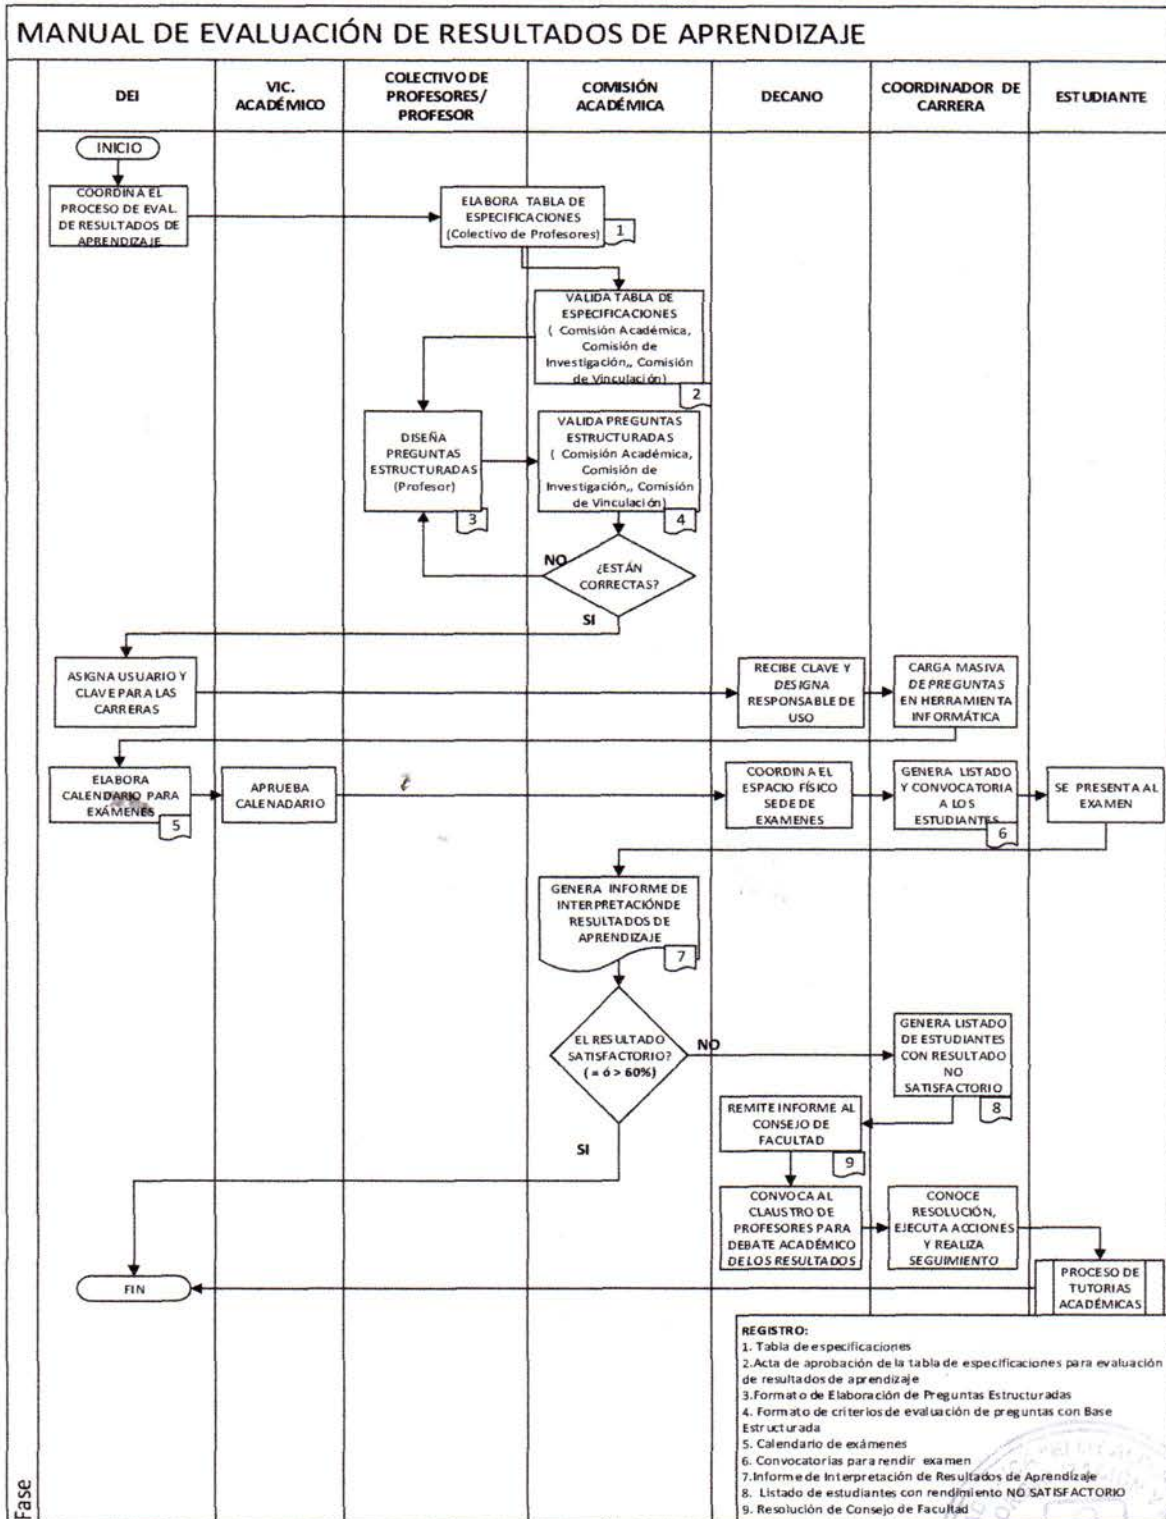 MANUAL DE EVALUACIÓN DE RESULTADOS DE APRENDIZAJE
DEI
VIC.
ACADÉMICO
COLECTIVO DE
PROFESORES/
PROFESOR
COMISIÓN
ACADÉMICA
DECANO
COORDINADOR DE
CARRERA
ESTUDIANTE
INICIO
COORDINA EL
PROCESO DE EVAL.
DE RESULTADOS DE
APRENDIZAJE
ELABORA TABLA DE
ESPECIFICACIONES
(Colectivo de Profesores)
1
VALIDA TABLA DE
ESPECIFICACIONES
( Comisión Académica,
Comisión de
Investigación,, Comisión
de Vinculación)
2
DISEÑA
PREGUNTAS
ESTRUCTURADAS
(Profesor)
3
VALIDA PREGUNTAS
ESTRUCTURADAS
( Comisión Académica,
Comisión de
Investigación,, Comisión
de Vinculación)
4
NO
¿ESTÁN
CORRECTAS?
SI
ASIGNA USUARIO Y
CLAVE PARA LAS
CARRERAS
RECIBE CLAVE Y
DESIGNA
RESPONSABLE DE
USO
CARGA MASIVA
DE PREGUNTAS
EN HERRAMIENTA
INFORMÁTICA
ELABORA
CALENDARIO PARA
EXÁMENES
5
APRUEBA
CALENADARIO
COORDINA EL
ESPACIO FÍSICO
SEDE DE
EXAMENES
GENERA LISTADO
Y CONVOCATORIA
A LOS
ESTUDIANTES
6
SE PRESENTA AL
EXAMEN
GENERA INFORME DE
INTERPRETACIÓNDE
RESULTADOS DE
APRENDIZAJE
7
EL RESULTADO
SATISFACTORIO?
( = ó > 60%)
NO
SI
GENERA LISTADO
DE ESTUDIANTES
CON RESULTADO
NO
SATISFACTORIO
8
REMITE INFORME AL
CONSEJO DE
FACULTAD
9
CONVOCA AL
CLAUSTRO DE
PROFESORES PARA
DEBATE ACADÉMICO
DE LOS RESULTADOS
CONOCE
RESOLUCIÓN,
EJECUTA ACCIONES
Y REALIZA
SEGUIMIENTO
PROCESO DE
TUTORIAS
ACADÉMICAS
FIN
REGISTRO:
1. Tabla de especificaciones
2.Acta de aprobación de la tabla de especificaciones para evaluación
de resultados de aprendizaje
3.Formato de Elaboración de Preguntas Estructuradas
4. Formato de criterios de evaluación de preguntas con Base
Estructurada
5. Calendario de exámenes
6. Convocatorias para rendir examen
7.Informe de Interpretación de Resultados de Aprendizaje
8. Listado de estudiantes con rendimiento NO SATISFACTORIO
9. Resolución de Consejo de Facultad
Fase